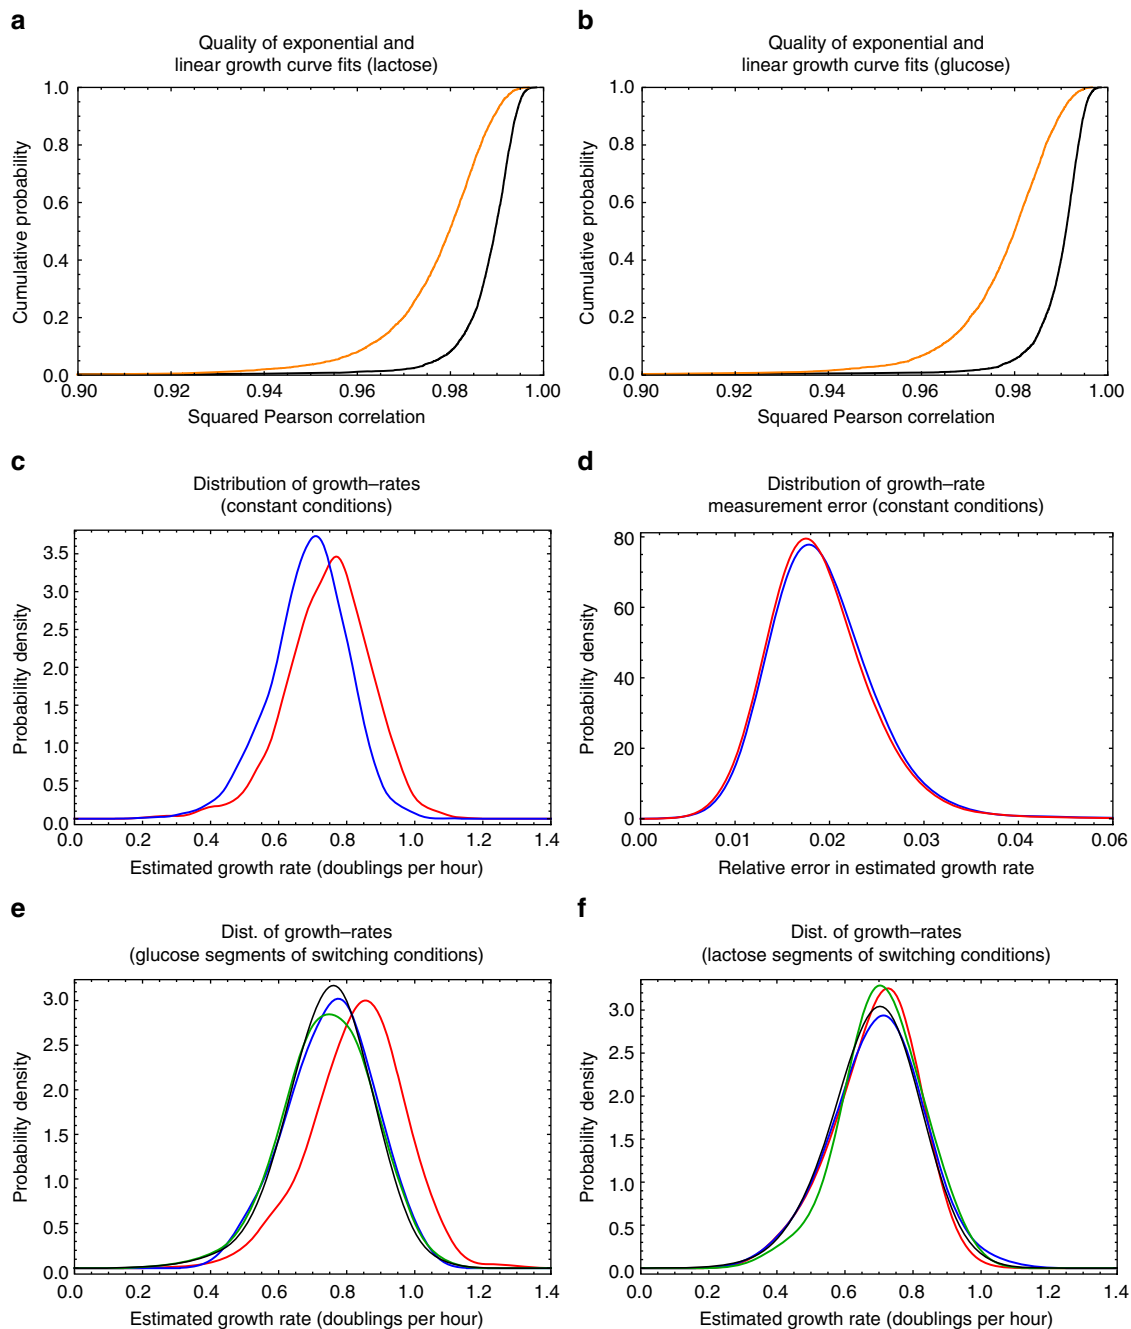 a
Quality of exponential and
linear growth curve fits (lactose)
Cumulative probability
1.0
0.8
0.6
0.4
0.2
0.0
0.90 0.92 0.94 0.96 0.98 1.00
Squared Pearson correlation
b
Quality of exponential and
linear growth curve fits (glucose)
Cumulative probability
1.0
0.8
0.6
0.4
0.2
0.0
0.90 0.92 0.94 0.96 0.98 1.00
Squared Pearson correlation
c
Distribution of growth–rates
(constant conditions)
Probability density
3.5
3.0
2.5
2.0
1.5
1.0
0.5
0.0
0.0 0.2 0.4 0.6 0.8 1.0 1.2 1.4
Estimated growth rate (doublings per hour)
d
Distribution of growth–rate
measurement error (constant conditions)
Probability density
80
60
40
20
0
0.00 0.01 0.02 0.03 0.04 0.06
Relative error in estimated growth rate
e
Dist. of growth–rates
(glucose segments of switching conditions)
Probability density
3.0
2.5
2.0
1.5
1.0
0.5
0.0
0.0 0.2 0.4 0.6 0.8 1.0 1.2 1.4
Estimated growth rate (doublings per hour)
f
Dist. of growth–rates
(lactose segments of switching conditions)
Probability density
3.0
2.5
2.0
1.5
1.0
0.5
0.0
0.0 0.2 0.4 0.6 0.8 1.0 1.2 1.4
Estimated growth rate (doublings per hour)